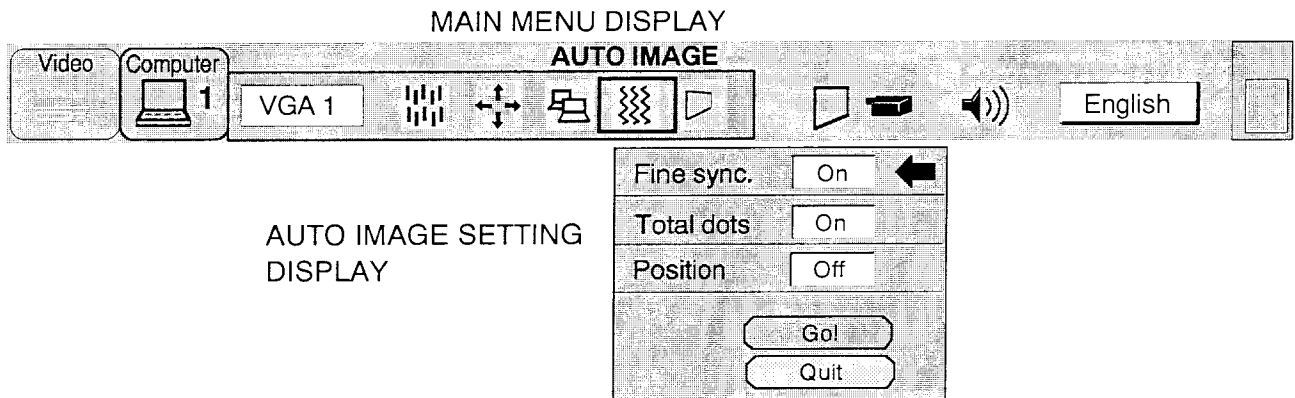 MAIN MENU DISPLAY
AUTO IMAGE
Video
Computer
1
VGA 1
English
Fine sync. On
Total dots On
Position Off
AUTO IMAGE SETTING
DISPLAY
Go!
Quit